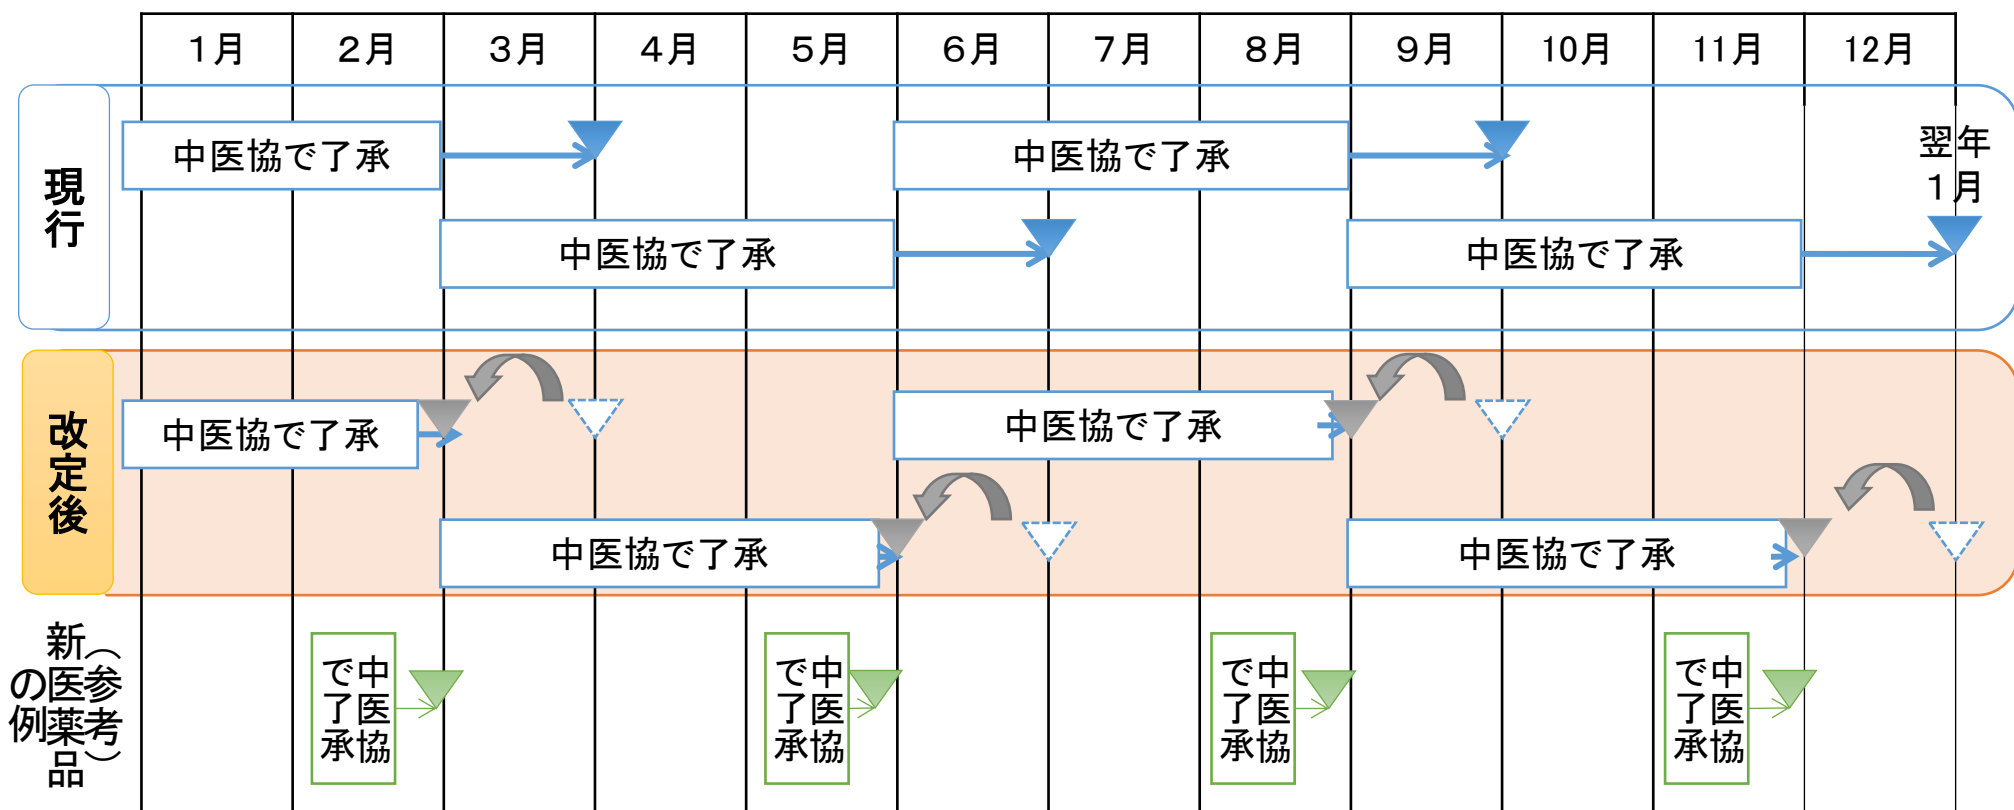 １月 ２月 ３月 ４月 ５月 ６月 ７月 ８月 ９月 10月 11月 12月
現行
中医協で了承
中医協で了承
翌年
１月
中医協で了承
中医協で了承
改定後
中医協で了承
中医協で了承
中医協で了承
中医協で了承
（参考）
新医薬品
の例
中医協
で了承
中医協
で了承
中医協
で了承
中医協
で了承